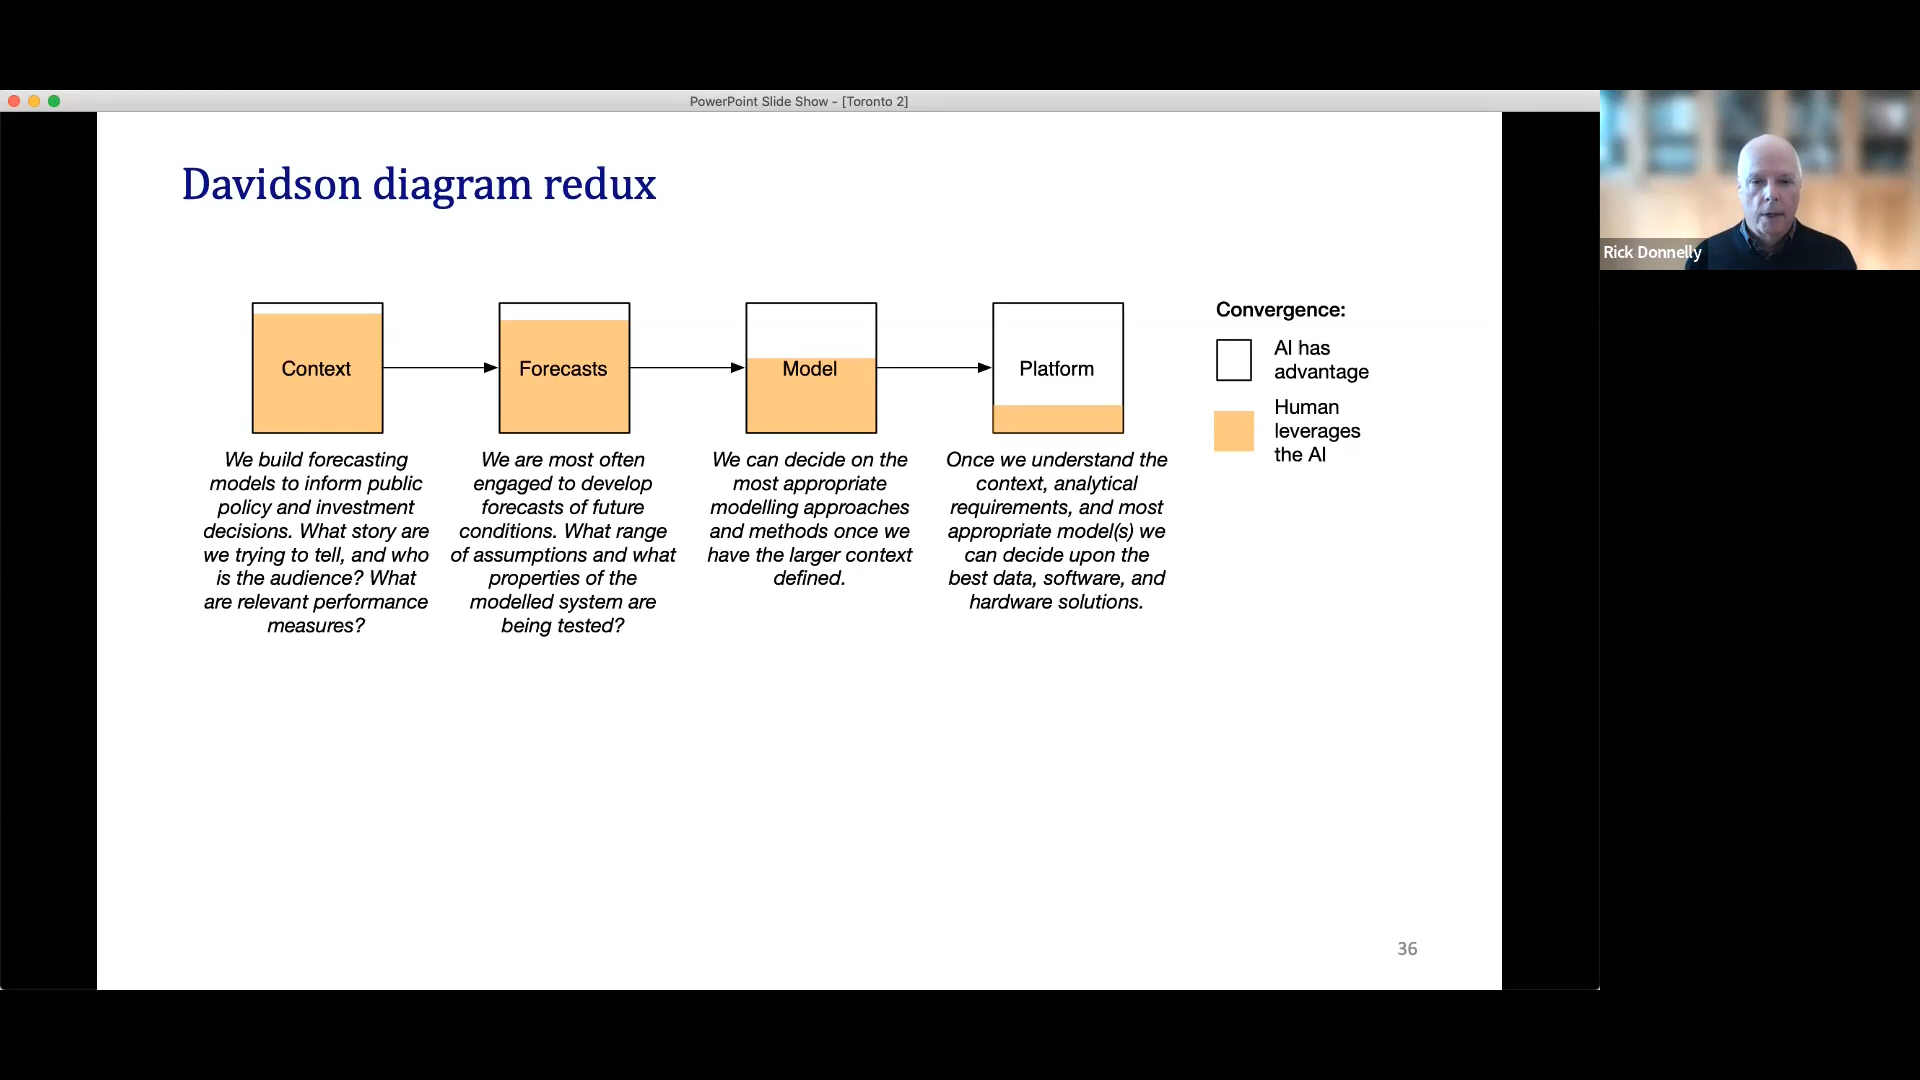 PowerPoint Slide Show - [Toronto 2]
Rick Donnelly
Davidson diagram redux
Context
Forecasts
Model
Platform
We build forecasting
models to inform public
policy and investment
decisions. What story are
we trying to tell, and who
is the audience? What
are relevant performance
measures?
We are most often
engaged to develop
forecasts of future
conditions. What range
of assumptions and what
properties of the
modelled system are
being tested?
We can decide on the
most appropriate
modelling approaches
and methods once we
have the larger context
defined.
Once we understand the
context, analytical
requirements, and most
appropriate model(s) we
can decide upon the
best data, software, and
hardware solutions.
Convergence:
AI has
advantage
Human
leverages
the AI
36